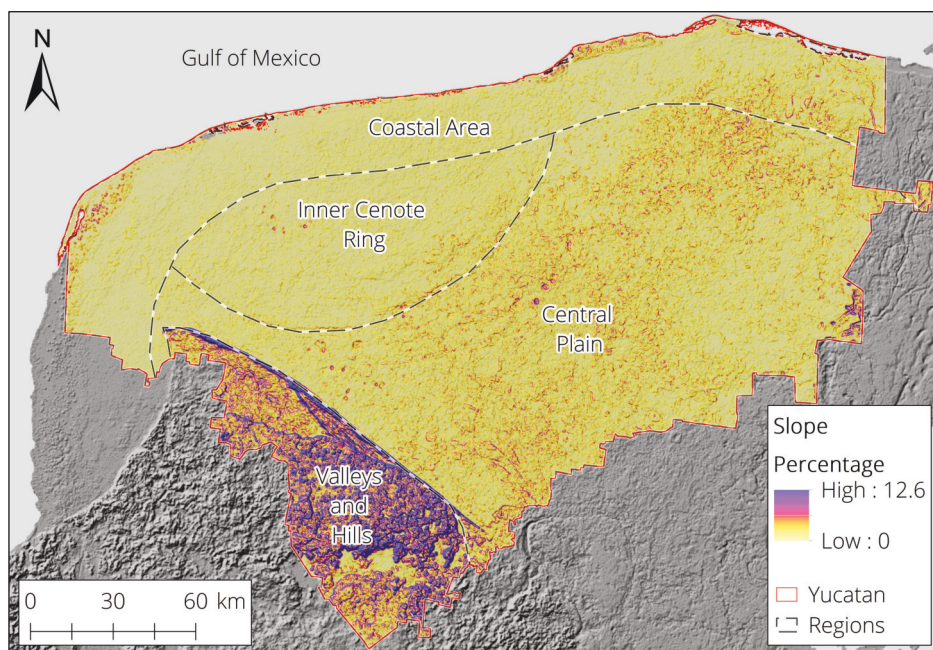 N
Gulf of Mexico
Coastal Area
Inner Cenote
Ring
Central
Plain
Valleys
and
Hills
Slope
Percentage
High : 12.6
Low : 0
Yucatan
Regions
0 30 60 km